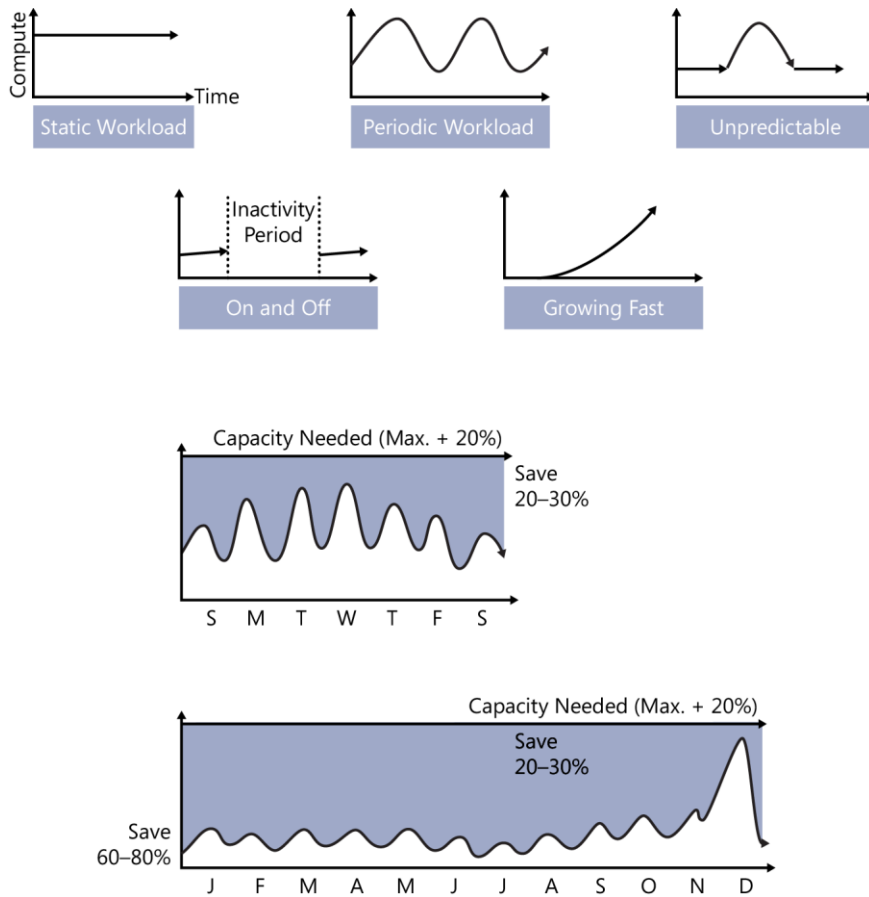 Compute
Time
Static Workload
Periodic Workload
Unpredictable
Inactivity
Period
On and Off
Growing Fast
Capacity Needed (Max. + 20%)
Save
20–30%
S M T W T F S
Capacity Needed (Max. + 20%)
Save
20–30%
Save
60–80%
J F M A M J J A S O N D